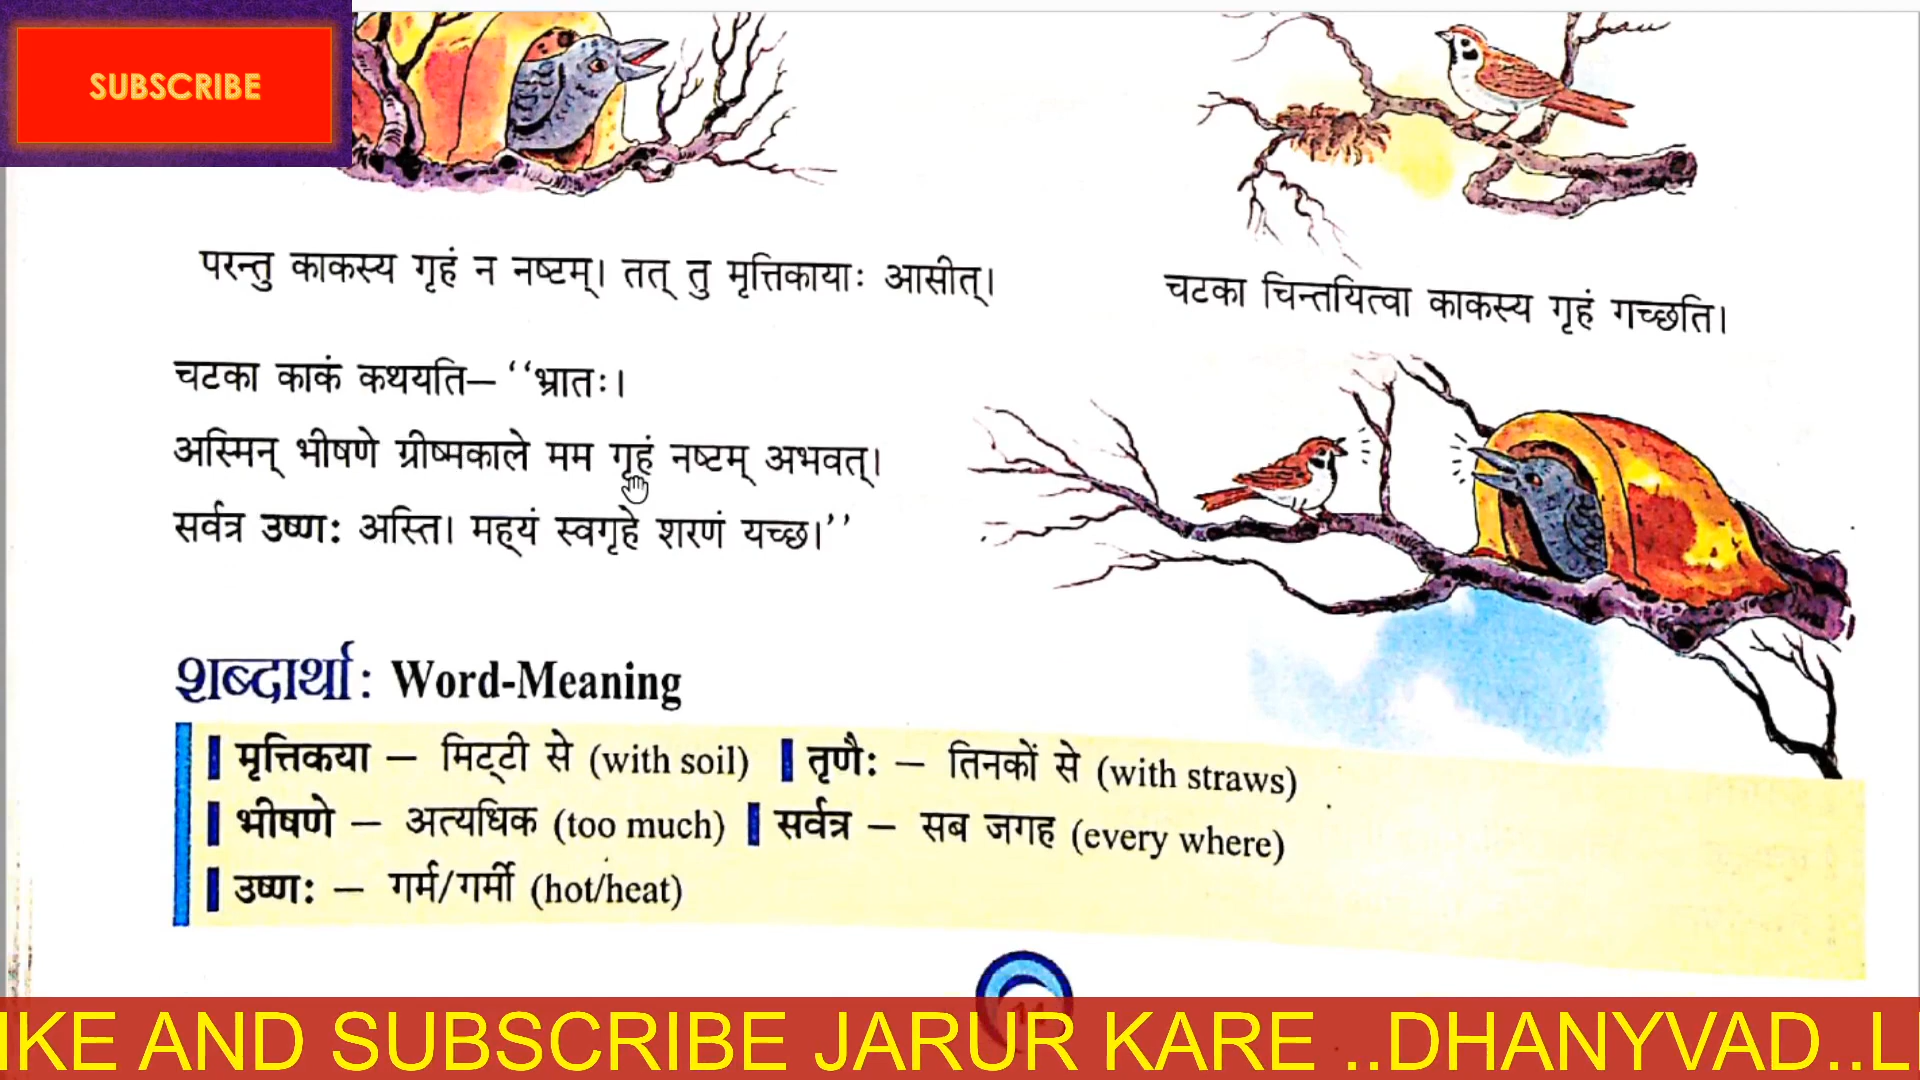 SUBSCRIBE
परन्तु काकस्य गृहं न नष्टम्। तत् तु मृत्तिकायाः आसीत्।
चटका चिन्तयित्वा काकस्य गृहं गच्छति।
चटका काकं कथयति– ‘‘भ्रातः।
अस्मिन् भीषणे ग्रीष्मकाले मम गृहं नष्टम् अभवत्।
सर्वत्र उष्णः अस्ति। मह्यं स्वगृहे शरणं यच्छ।’’
शब्दार्थाः Word-Meaning
मृत्तिकया – मिट्टी से (with soil) तृणैः – तिनकों से (with straws)
भीषणे – अत्यधिक (too much) सर्वत्र – सब जगह (every where)
उष्णः – गर्म/गर्मी (hot/heat)
IKE AND SUBSCRIBE JARUR KARE ..DHANYVAD..L